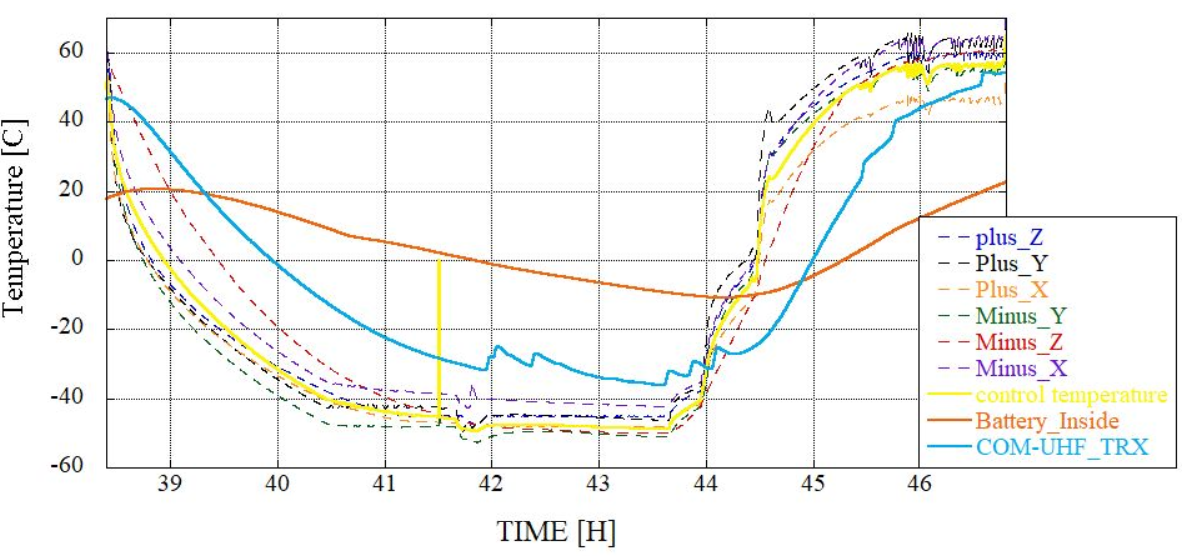 Temperature [C]
60
40
20
0
-20
-40
-60
39 40 41 42 43 44 45 46
TIME [H]
plus_Z
Plus_Y
Plus_X
Minus_Y
Minus_Z
Minus_X
control temperature
Battery_Inside
COM-UHF_TRX